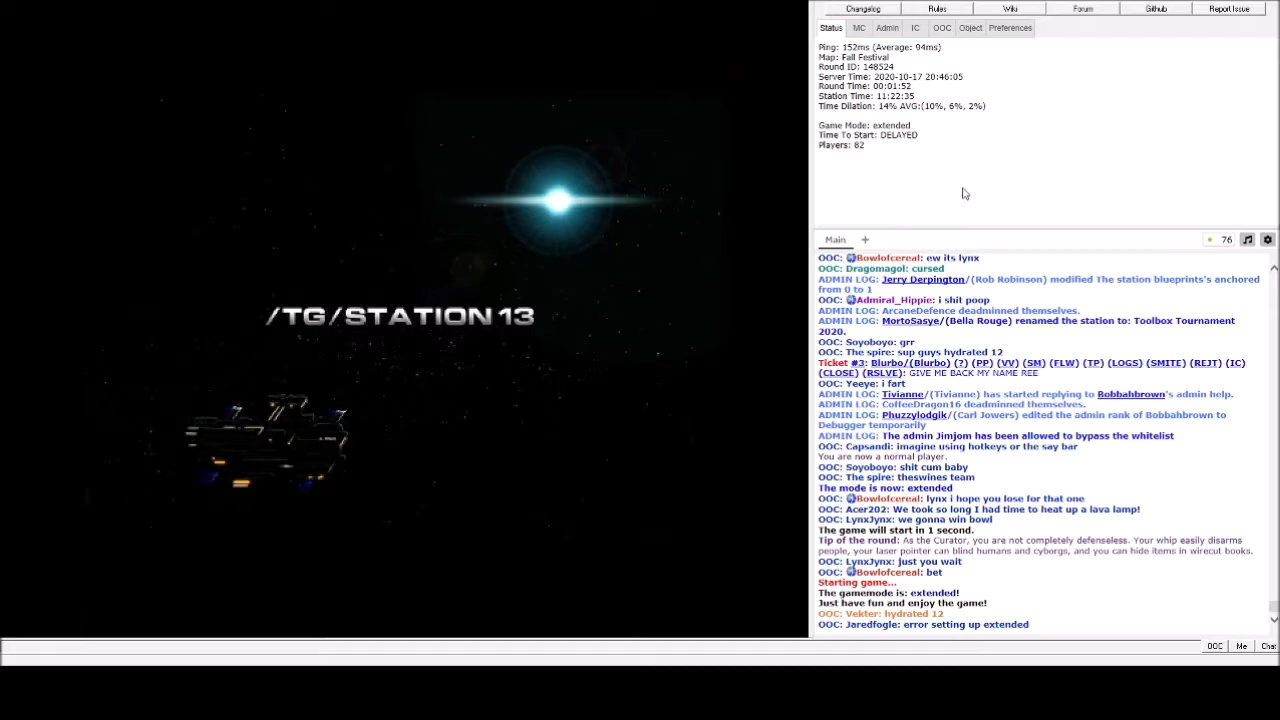 Changelog Rules Wiki Forum Github Report Issue
Status MC Admin IC OOC Object Preferences
Ping: 152ms (Average: 94ms)
Map: Fall Festival
Round ID: 148524
Server Time: 2020-10-17 20:46:05
Round Time: 00:01:52
Station Time: 11:22:35
Time Dilation: 14% AVG:(10%, 6%, 2%)
Game Mode: extended
Time To Start: DELAYED
Players: 82
/TG/STATION 13
Main + 76
OOC: Bowlofcereal: ew its lynx
OOC: Dragomagol: cursed
ADMIN LOG: Jerry Derpington/(Rob Robinson) modified The station blueprints's anchored
from 0 to 1
OOC: Admiral_Hippie: i shit poop
ADMIN LOG: ArcaneDefence deadminned themselves.
ADMIN LOG: MortoSasye/(Bella Rouge) renamed the station to: Toolbox Tournament
2020.
OOC: Soyoboyo: grr
OOC: The spire: sup guys hydrated 12
Ticket #3: Blurbo/(Blurbo) (?) (PP) (VV) (SM) (FLW) (TP) (LOGS) (SMITE) (REJT) (IC)
(CLOSE) (RSLVE): GIVE ME BACK MY NAME REE
OOC: Yeeye: i fart
ADMIN LOG: Tivianne/(Tivianne) has started replying to Bobbahbrown's admin help.
ADMIN LOG: CoffeeDragon16 deadminned themselves.
ADMIN LOG: Phuzzylodgik/(Carl Jowers) edited the admin rank of Bobbahbrown to
Debugger temporarily
ADMIN LOG: The admin Jimjom has been allowed to bypass the whitelist
OOC: Capsandi: imagine using hotkeys or the say bar
You are now a normal player.
OOC: Soyoboyo: shit cum baby
OOC: The spire: theswines team
The mode is now: extended
OOC: Bowlofcereal: lynx i hope you lose for that one
OOC: Acer202: We took so long I had time to heat up a lava lamp!
OOC: LynxJynx: we gonna win bowl
The game will start in 1 second.
Tip of the round: As the Curator, you are not completely defenseless. Your whip easily disarms
people, your laser pointer can blind humans and cyborgs, and you can hide items in wirecut books.
OOC: LynxJynx: just you wait
OOC: Bowlofcereal: bet
Starting game...
The gamemode is: extended!
Just have fun and enjoy the game!
OOC: Vekter: hydrated 12
OOC: Jaredfogle: error setting up extended
OOC Me Chat